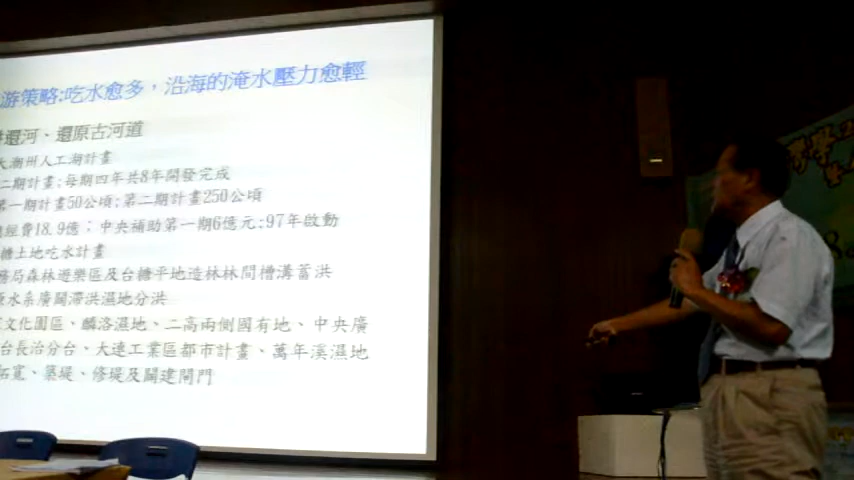 游策略:吃水愈多，沿海的淹水壓力愈輕
還河、還原古河道
大潮州人工湖計畫
二期計畫;每期四年共8年開發完成
第一期計畫50公頃;第二期計畫250公頃
經費18.9億；中央補助第一期6億元;97年啟動
糖土地吃水計畫
務局森林遊樂區及台糖平地造林林間槽溝蓄洪
水系廣闢滯洪濕地分洪
文化園區、麟洛濕地、二高兩側國有地、中央廣
台長治分台、大連工業區都市計畫、萬年溪濕地
拓寬、築堤、修堤及闢建閘門